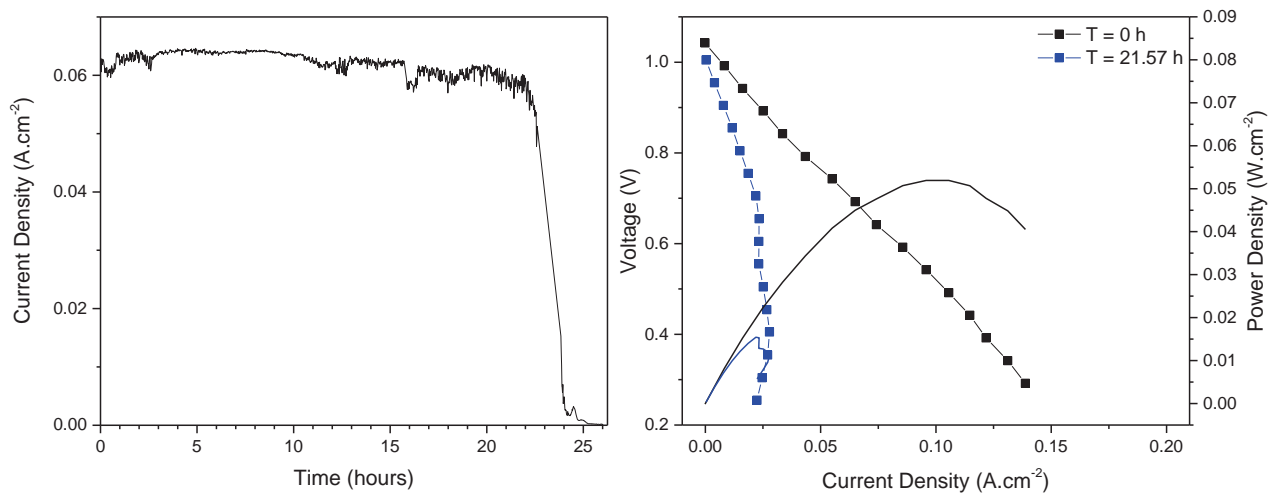 Current Density (A.cm-2)
0.06
0.04
0.02
0.00
0 5 10 15 20 25
Time (hours)
Voltage (V)
1.0
0.8
0.6
0.4
0.2
0.00 0.05 0.10 0.15 0.20
Current Density (A.cm-2)
T = 0 h
T = 21.57 h
0.09
0.08
0.07
0.06
0.05
0.04
0.03
0.02
0.01
0.00
Power Density (W.cm-2)